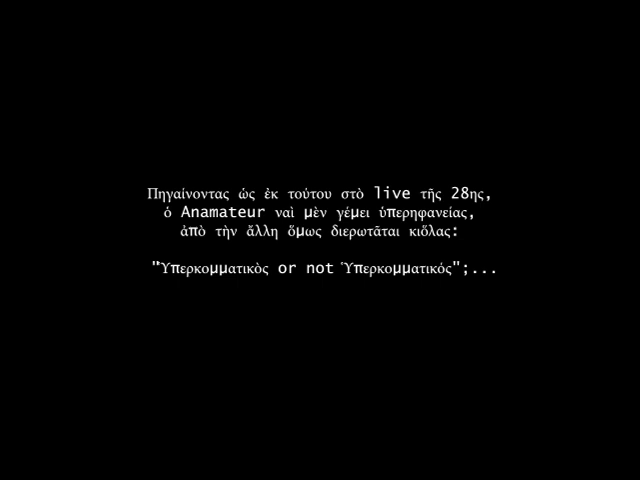 Πηγαίνοντας ὡς ἐκ τούτου στὸ live τῆς 28ης,
ὁ Anamateur ναὶ μὲν γέμει ὑπερηφανείας,
ἀπὸ τὴν ἄλλη ὅμως διερωτᾶται κιὅλας:
"Ὑπερκομματικὸς or not Ὑπερκομματικός";...